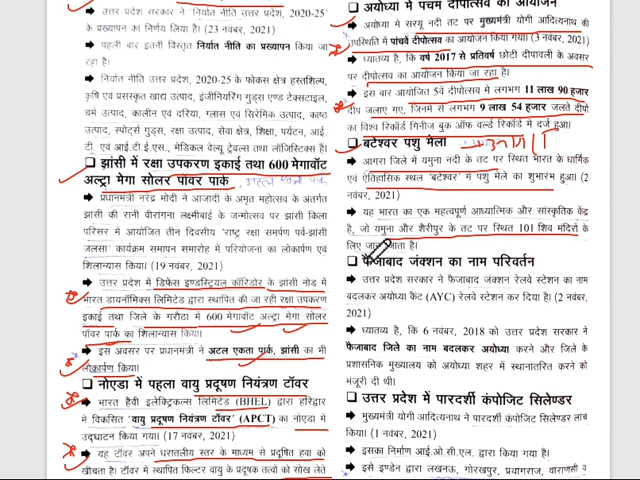 ➠ उत्तर प्रदेश सरकार ने 'निर्यात नीति उत्तर प्रदेश, 2020-25'
के प्रख्यापन का निर्णय लिया है। (23 नवंबर, 2021)
➠ पहली बार इतनी विस्तृत निर्यात नीति का प्रख्यापन किया जा
रहा है।
➠ निर्यात नीति उत्तर प्रदेश, 2020-25 के फोकस क्षेत्र हस्तशिल्प,
कृषि एवं प्रसंस्कृत खाद्य उत्पाद, इंजीनियरिंग गुड्स एण्ड टेक्सटाइल,
चर्म उत्पाद, कालीन एवं दरिया, ग्लास एवं सिरेमिक उत्पाद, काष्ठ
उत्पाद, स्पोर्ट्स गुड्स, रक्षा उत्पाद, सेवा क्षेत्र, शिक्षा, पर्यटन, आई.
टी. एवं आई.टी.ई.एस., मेडिकल वेल्यू ट्रेवल्स तथा लॉजिस्टिक्स हैं।
❑ झांसी में रक्षा उपकरण इकाई तथा 600 मेगावॉट
अल्ट्रा मेगा सोलर पॉवर पार्क
➠ प्रधानमंत्री नरेन्द्र मोदी ने आजादी के अमृत महोत्सव के अंतर्गत
झांसी की रानी वीरांगना लक्ष्मीबाई के जन्मोत्सव पर झांसी किला
परिसर में आयोजित तीन दिवसीय 'राष्ट्र रक्षा समर्पण पर्व-झांसी
जलसा' कार्यक्रम समापन समारोह में परियोजना का लोकार्पण एवं
शिलान्यास किया। (19 नवंबर, 2021)
➠ उत्तर प्रदेश में डिफेंस इण्डस्ट्रियल कॉरिडोर के झांसी नोड में
भारत डायनॉमिक्स लिमिटेड द्वारा स्थापित की जा रही रक्षा उपकरण
इकाई तथा जिले के गरौठा में 600 मेगावॉट अल्ट्रा मेगा सोलर
पॉवर पार्क का शिलान्यास किया।
➠ इस अवसर पर प्रधानमंत्री ने अटल एकता पार्क, झांसी का भी
लोकार्पण किया।
❑ नोएडा में पहला वायु प्रदूषण नियंत्रण टॉवर
➠ भारत हैवी इलेक्ट्रिकल्स लिमिटेड (BHEL) द्वारा हरिद्वार
में विकसित 'वायु प्रदूषण नियंत्रण टॉवर' (APCT) का नोएडा में
उद्घाटन किया गया। (17 नवंबर, 2021)
➠ यह टॉवर अपने धरातलीय स्तर के माध्यम से प्रदूषित हवा को
खींचता है। टॉवर में स्थापित फिल्टर वायु के प्रदूषक तत्वों को सोख लेते
❑ अयोध्या में पंचम दीपोत्सव का आयोजन
➠ अयोध्या में सरयू नदी तट पर मुख्यमंत्री योगी आदित्यनाथ की
उपस्थिति में पांचवें दीपोत्सव का आयोजन किया गया। (3 नवंबर, 2021)
➠ ध्यातव्य है, कि वर्ष 2017 से प्रतिवर्ष छोटी दीपावली के अवसर
पर दीपोत्सव का आयोजन किया जा रहा है।
➠ इस बार आयोजित 5वें दीपोत्सव में लगभग 11 लाख 90 हजार
दीप जलाए गए, जिनमें से लगभग 9 लाख 54 हजार जलते दीपों
का विश्व रिकॉर्ड गिनीज बुक ऑफ वर्ल्ड रिकॉर्ड में दर्ज हुआ।
❑ बटेश्वर पशु मेला
➠ आगरा जिले में यमुना नदी के तट पर स्थित भारत के धार्मिक
एवं ऐतिहासिक स्थल 'बटेश्वर' में पशु मेले का शुभारंभ हुआ। (2
नवंबर, 2021)
➠ यह भारत का एक महत्वपूर्ण आध्यात्मिक और सांस्कृतिक केंद्र
है, जो यमुना और शैरीपुर के तट पर स्थित 101 शिव मंदिरों के
लिए जाना जाता है।
❑ फैजाबाद जंक्शन का नाम परिवर्तन
➠ उत्तर प्रदेश सरकार ने फैजाबाद जंक्शन रेलवे स्टेशन का नाम
बदलकर अयोध्या कैंट (AYC) रेलवे स्टेशन कर दिया है। (2 नवंबर,
2021)
➠ ध्यातव्य है, कि 6 नवंबर, 2018 को उत्तर प्रदेश सरकार ने
फैजाबाद जिले का नाम बदलकर अयोध्या करने और जिले के
प्रशासनिक मुख्यालय को अयोध्या शहर में स्थानांतरित करने को
मंजूरी दी थी।
❑ उत्तर प्रदेश में पारदर्शी कंपोजिट सिलेण्डर
➠ मुख्यमंत्री योगी आदित्यनाथ ने पारदर्शी कंपोजिट सिलेण्डर लांच
किया। (1 नवंबर, 2021)
➠ इसका निर्माण आई.ओ.सी.एल. द्वारा किया गया है।
➠ इसे इण्डेन द्वारा लखनऊ, गोरखपुर, प्रयागराज, वाराणसी व